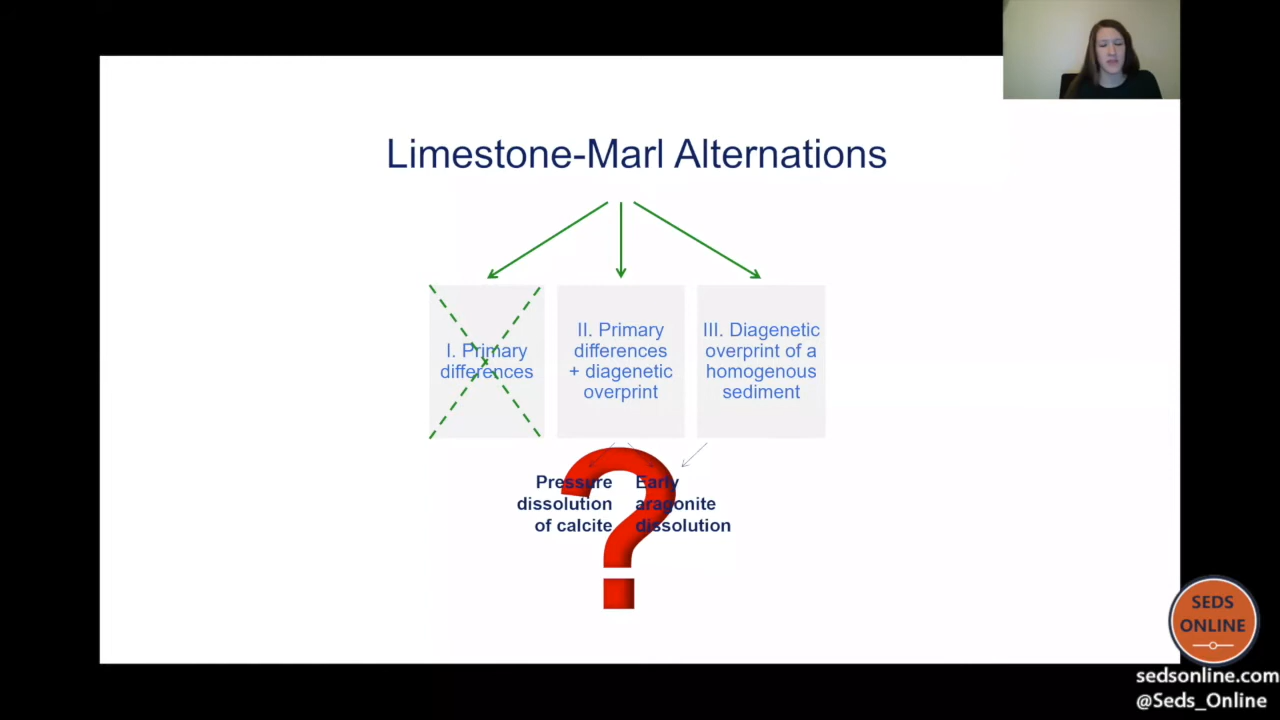 Limestone-Marl Alternations
I. Primary
differences
II. Primary
differences
+ diagenetic
overprint
III. Diagenetic
overprint of a
homogenous
sediment
Pressure
dissolution
of calcite
Early
aragonite
dissolution
?
SEDS
ONLINE
sedsonline.com
@Seds_Online